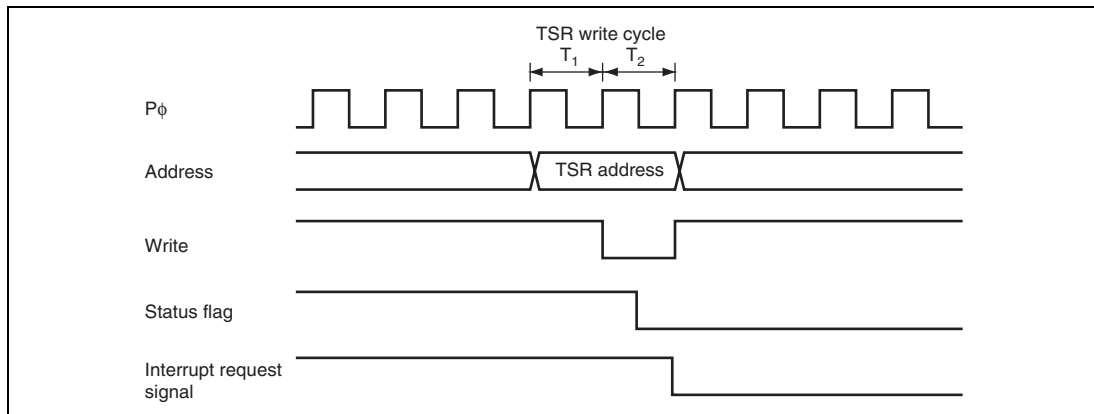 TSR write cycle
T1 T2
Pϕ
Address
TSR address
Write
Status flag
Interrupt request
signal